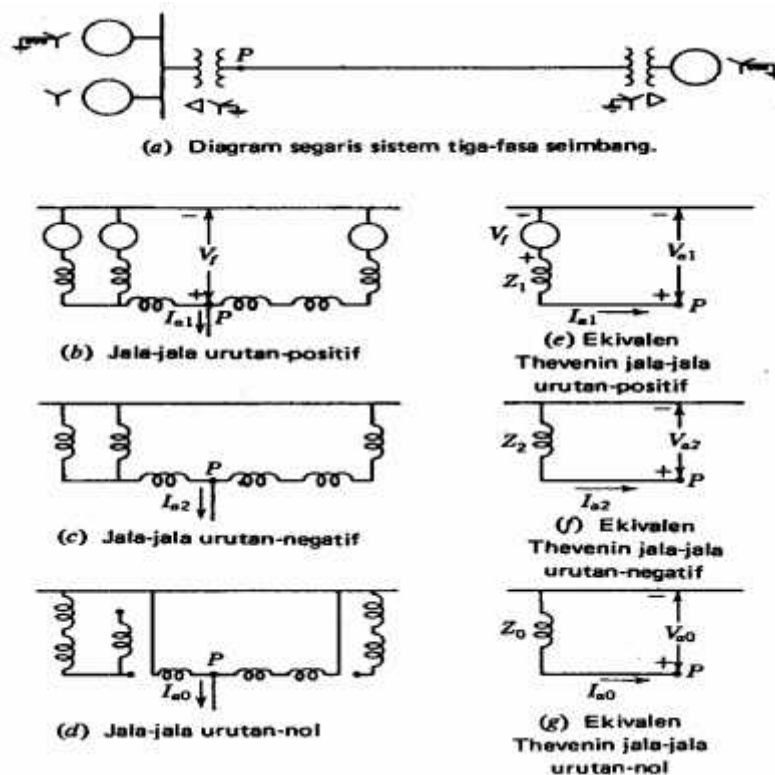 P
(a) Diagram segaris sistem tiga-fasa seimbang.
−
V_f
+
I_a1
P
(b) Jala-jala urutan-positif
-
V_f
+
Z_1
−
V_a1
+
P
I_a1
(e) Ekivalen
Thevenin jala-jala
urutan-positif
P
I_a2
(c) Jala-jala urutan-negatif
Z_2
−
V_a2
+
P
I_a2
(f) Ekivalen
Thevenin jala-jala
urutan-negatif
P
I_a0
(d) Jala-jala urutan-nol
Z_0
−
V_a0
+
P
I_a0
(g) Ekivalen
Thevenin jala-jala
urutan-nol